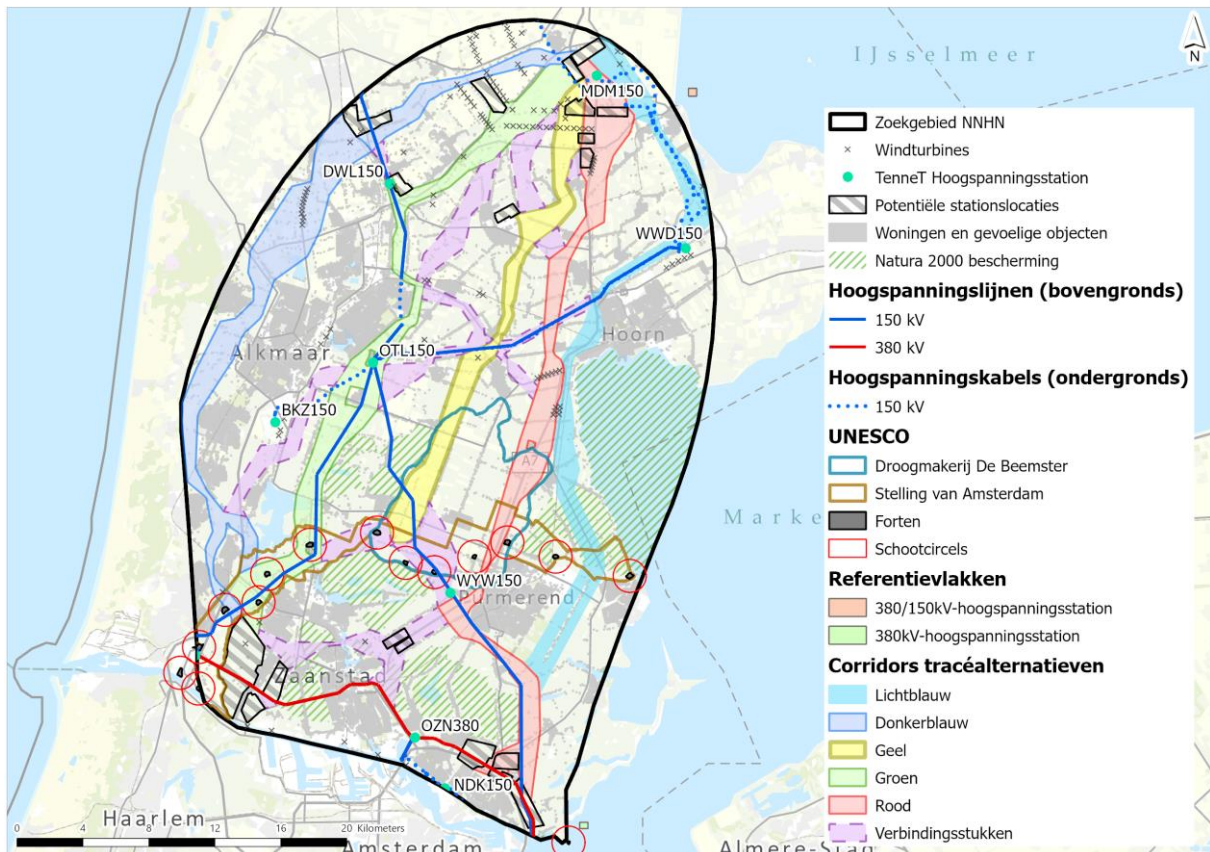 IJsselmeer
N
MDM150
DWL150
WWD150
Hoorn
Alkmaar
OTL150
BKZ150
A7
Marke
WYW150
Purmerend
Zaanstad
OZN380
NDK150
Haarlem
Amsterdam
Almere-Stad
0 4 8 12 16 20 Kilometers
Zoekgebied NNHN
Windturbines
TenneT Hoogspanningsstation
Potentiële stationslocaties
Woningen en gevoelige objecten
Natura 2000 bescherming
Hoogspanningslijnen (bovengronds)
150 kV
380 kV
Hoogspanningskabels (ondergronds)
150 kV
UNESCO
Droogmakerij De Beemster
Stelling van Amsterdam
Forten
Schootcircels
Referentievlakken
380/150kV-hoogspanningsstation
380kV-hoogspanningsstation
Corridors tracéalternatieven
Lichtblauw
Donkerblauw
Geel
Groen
Rood
Verbindingsstukken